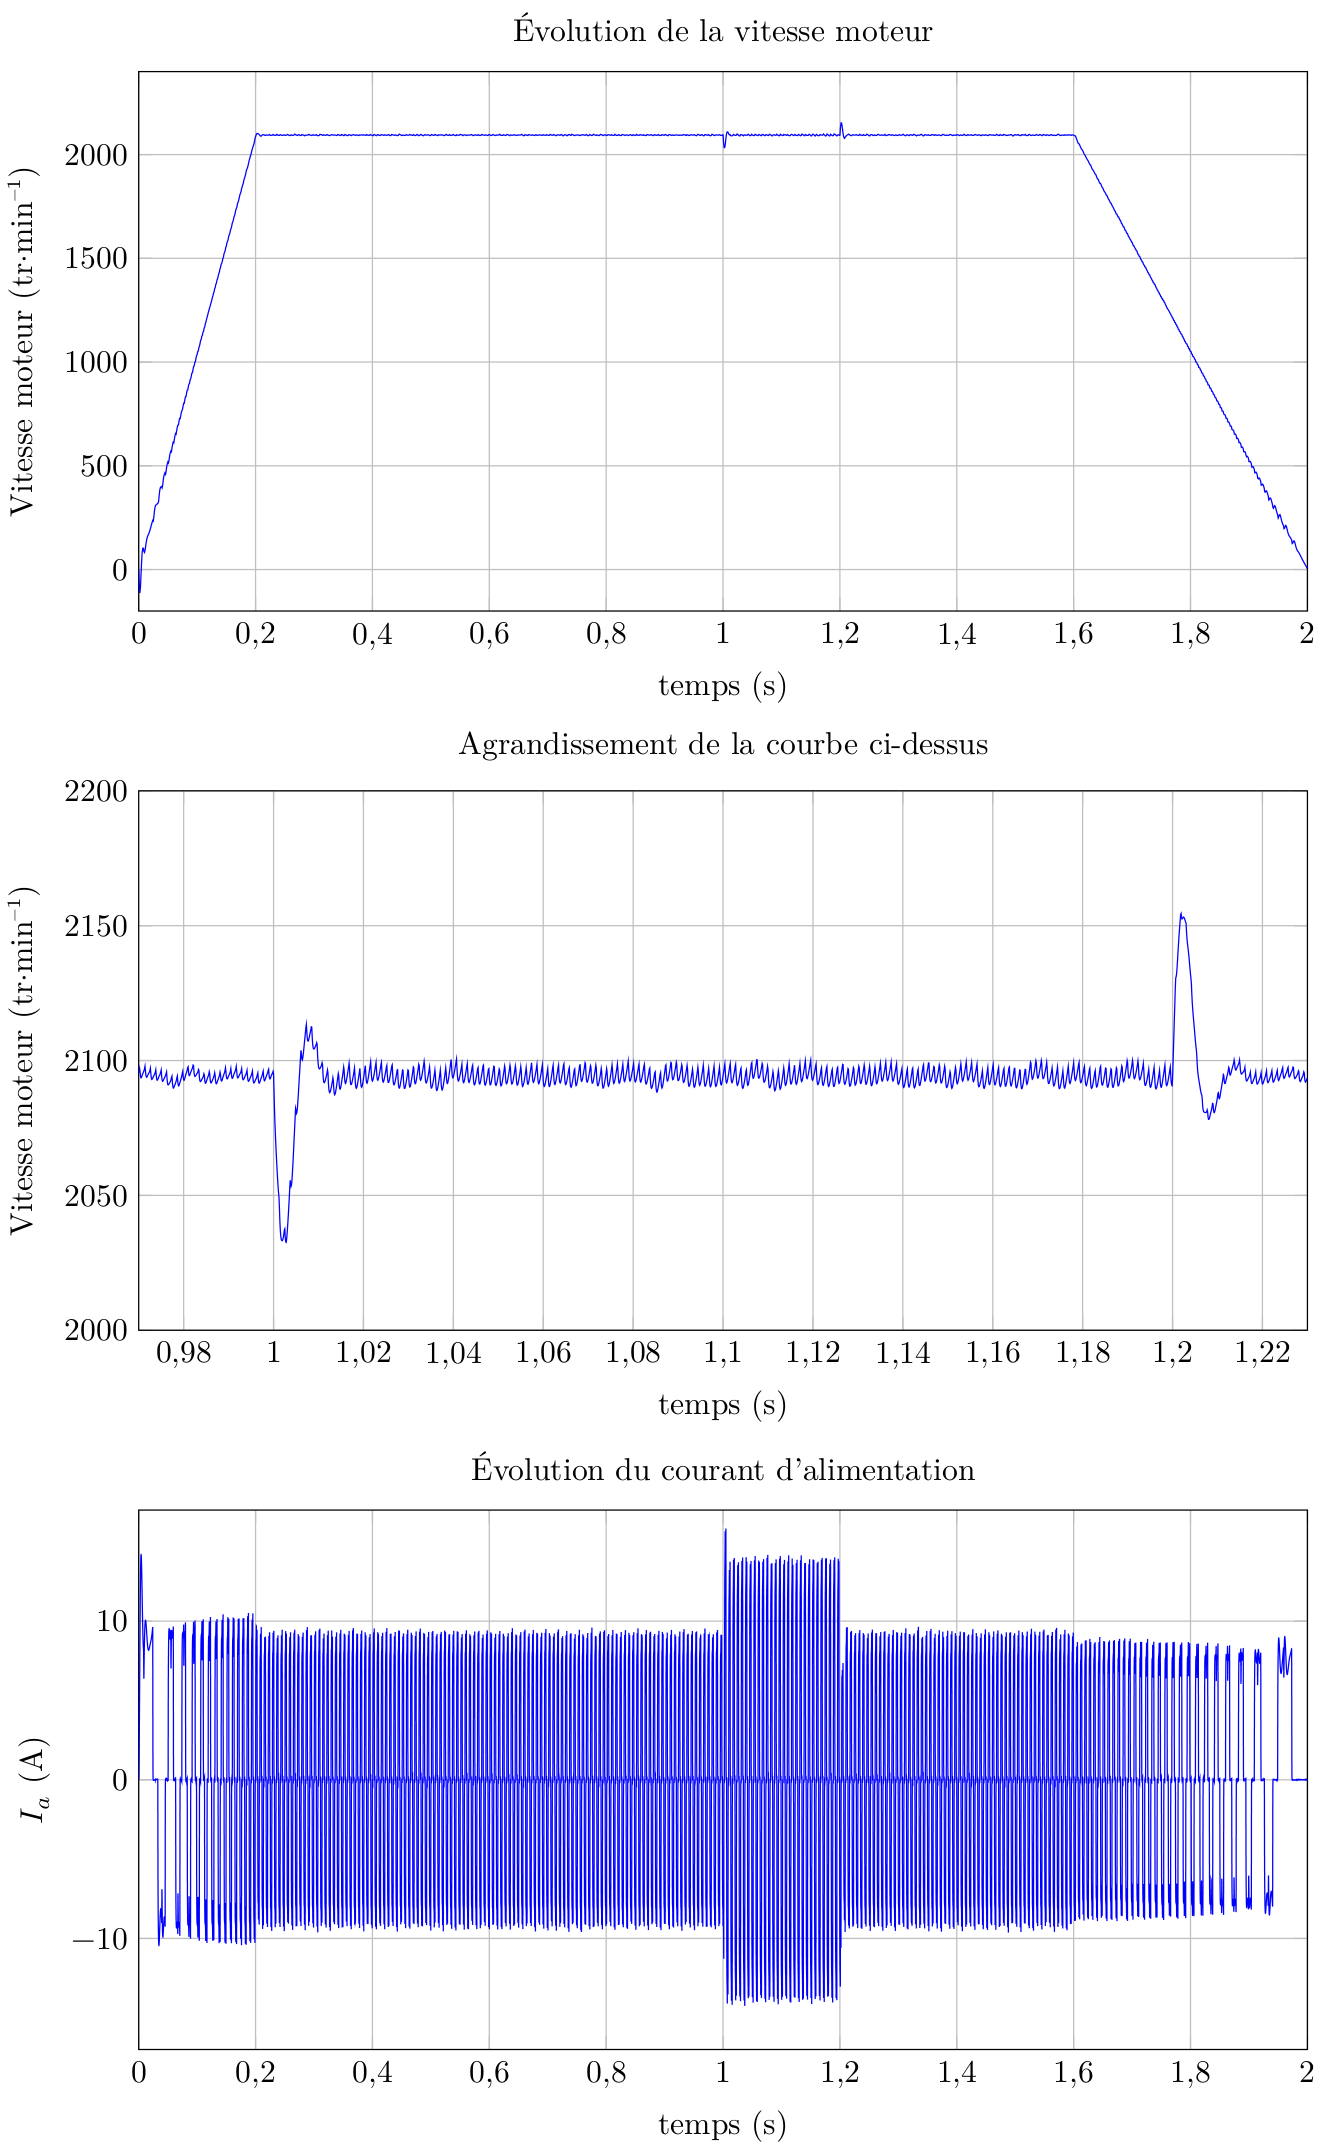 Évolution de la vitesse moteur
Vitesse moteur (tr·min⁻¹)
2000
1500
1000
500
0
0 0,2 0,4 0,6 0,8 1 1,2 1,4 1,6 1,8 2
temps (s)
Agrandissement de la courbe ci-dessus
Vitesse moteur (tr·min⁻¹)
2200
2150
2100
2050
2000
0,98 1 1,02 1,04 1,06 1,08 1,1 1,12 1,14 1,16 1,18 1,2 1,22
temps (s)
Évolution du courant d'alimentation
Iₐ (A)
10
0
−10
0 0,2 0,4 0,6 0,8 1 1,2 1,4 1,6 1,8 2
temps (s)